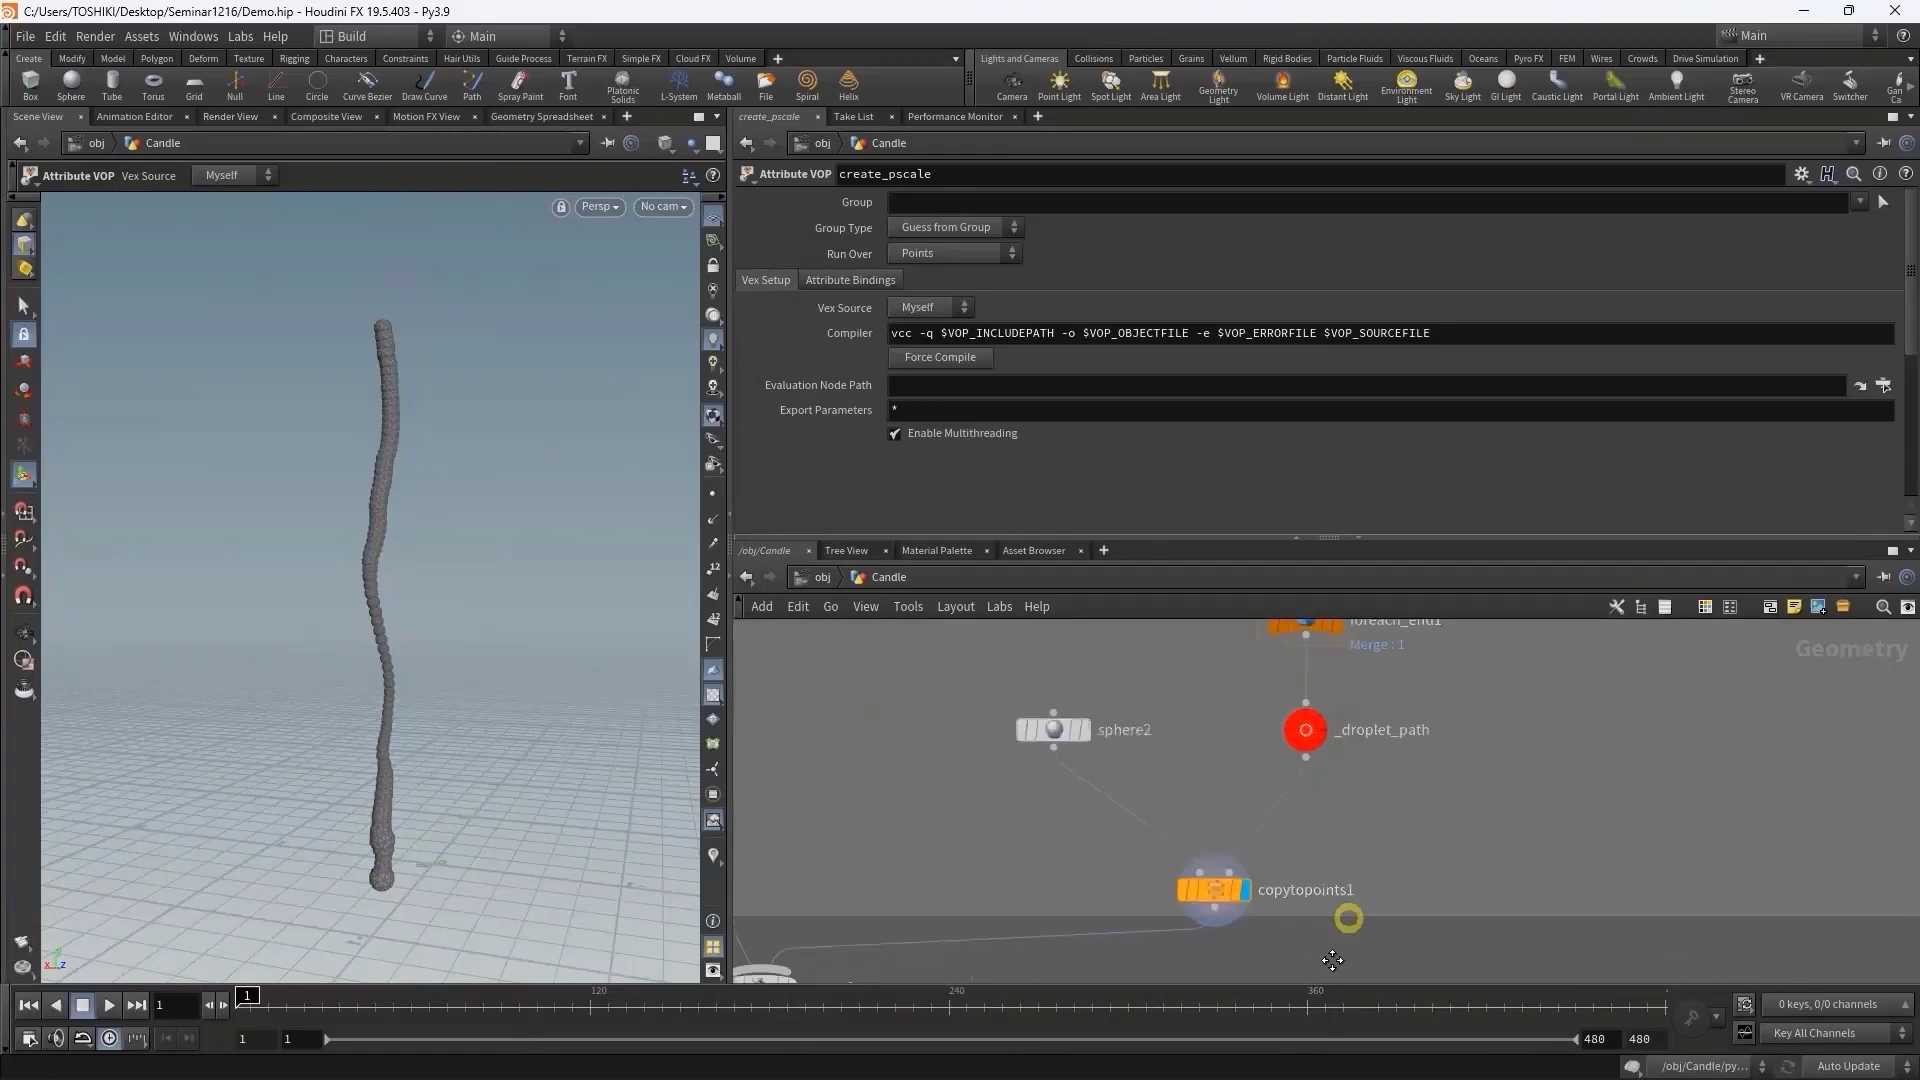 C:/Users/TOSHIKI/Desktop/Seminar1216/Demo.hip - Houdini FX 19.5.403 - Py3.9
File Edit Render Assets Windows Labs Help Build Main Main
Create Modify Model Polygon Deform Texture Rigging Characters Constraints Hair Utils Guide Process Terrain FX Simple FX Cloud FX Volume
Lights and Cameras Collisions Particles Grains Vellum Rigid Bodies Particle Fluids Viscous Fluids Oceans Pyro FX FEM Wires Crowds Drive Simulation
Box Sphere Tube Torus Grid Null Line Circle Curve Bezier Draw Curve Path Spray Paint Font Platonic Solids L-System Metaball File Spiral Helix
Camera Point Light Spot Light Area Light Geometry Light Volume Light Distant Light Environment Light Sky Light GI Light Caustic Light Portal Light Ambient Light Stereo Camera VR Camera Switcher Gan Ca
Scene View Animation Editor Render View Composite View Motion FX View Geometry Spreadsheet
create_pscale Take List Performance Monitor
obj Candle
obj Candle
Attribute VOP Vex Source Myself
Attribute VOP create_pscale
Persp No cam
Group
Group Type Guess from Group
Run Over Points
Vex Setup Attribute Bindings
Vex Source Myself
Compiler vcc -q $VOP_INCLUDEPATH -o $VOP_OBJECTFILE -e $VOP_ERRORFILE $VOP_SOURCEFILE
Force Compile
Evaluation Node Path
Export Parameters *
Enable Multithreading
/obj/Candle Tree View Material Palette Asset Browser
obj Candle
Add Edit Go View Tools Layout Labs Help
foreach_end1
Merge : 1
Geometry
sphere2
_droplet_path
copytopoints1
x z
12
42
1 1 120 240 360
0 keys, 0/0 channels
1 1 480 480
Key All Channels
/obj/Candle/py... Auto Update